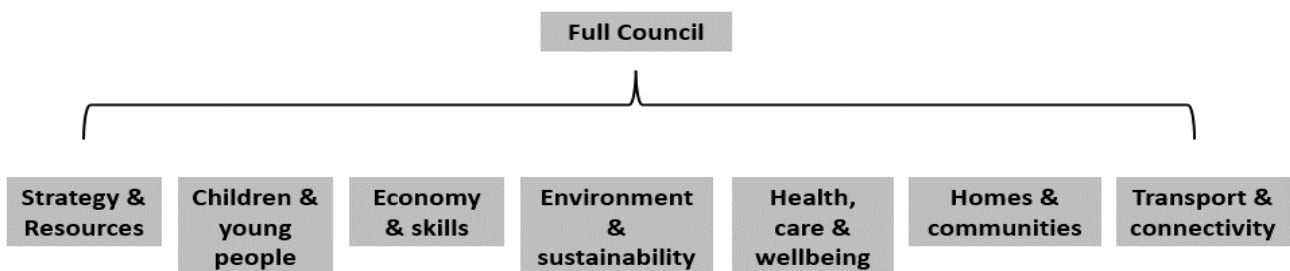 Full Council
Strategy &
Resources
Children &
young
people
Economy
& skills
Environment
&
sustainability
Health,
care &
wellbeing
Homes &
communities
Transport &
connectivity